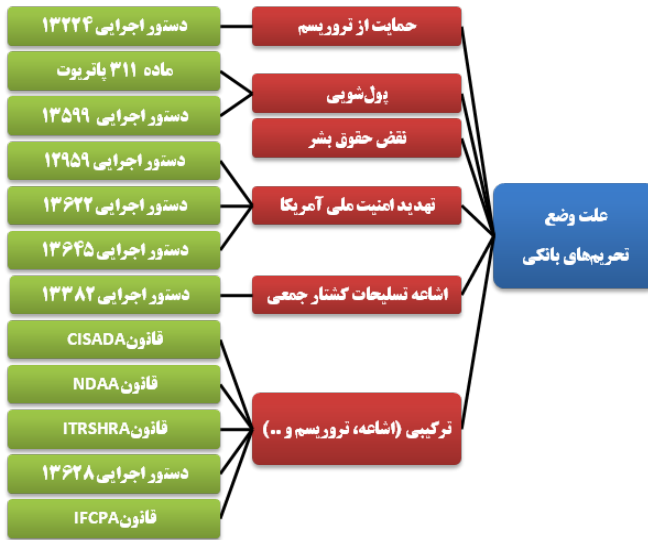 علت وضع
تحریم‌های بانکی
حمایت از تروریسم
دستور اجرایی ۱۳۲۲۴
پول‌شویی
ماده ۳۱۱ پاتریوت
دستور اجرایی ۱۳۵۹۹
نقض حقوق بشر
تهدید امنیت ملی آمریکا
دستور اجرایی ۱۲۹۵۹
دستور اجرایی ۱۳۶۲۲
دستور اجرایی ۱۳۶۴۵
اشاعه تسلیحات کشتار جمعی
دستور اجرایی ۱۳۳۸۲
ترکیبی (اشاعه، تروریسم و ..)
قانونCISADA
قانونNDAA
قانونITRSHRA
دستور اجرایی ۱۳۶۲۸
قانونIFCPA